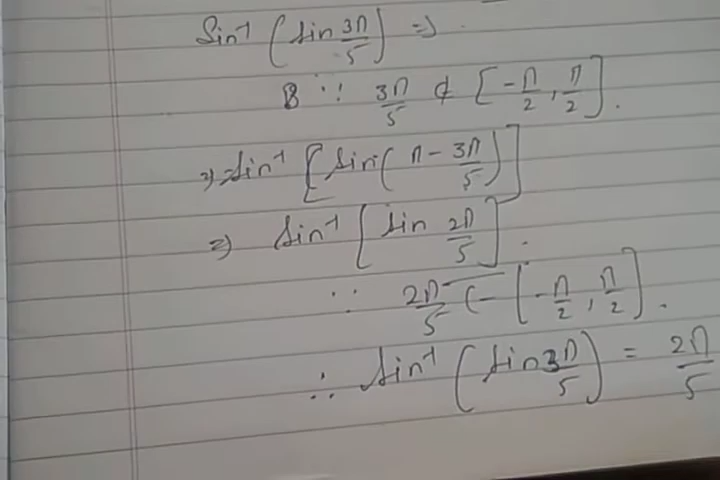 Sin⁻¹ (sin 3π/5) ⇒
∵ 3π/5 ∉ [-π/2, π/2].
⇒ sin⁻¹ [sin(π - 3π/5)]
⇒ sin⁻¹ [sin 2π/5].
∵ 2π/5 ∈ [-π/2, π/2].
∴ sin⁻¹ (sin 3π/5) = 2π/5